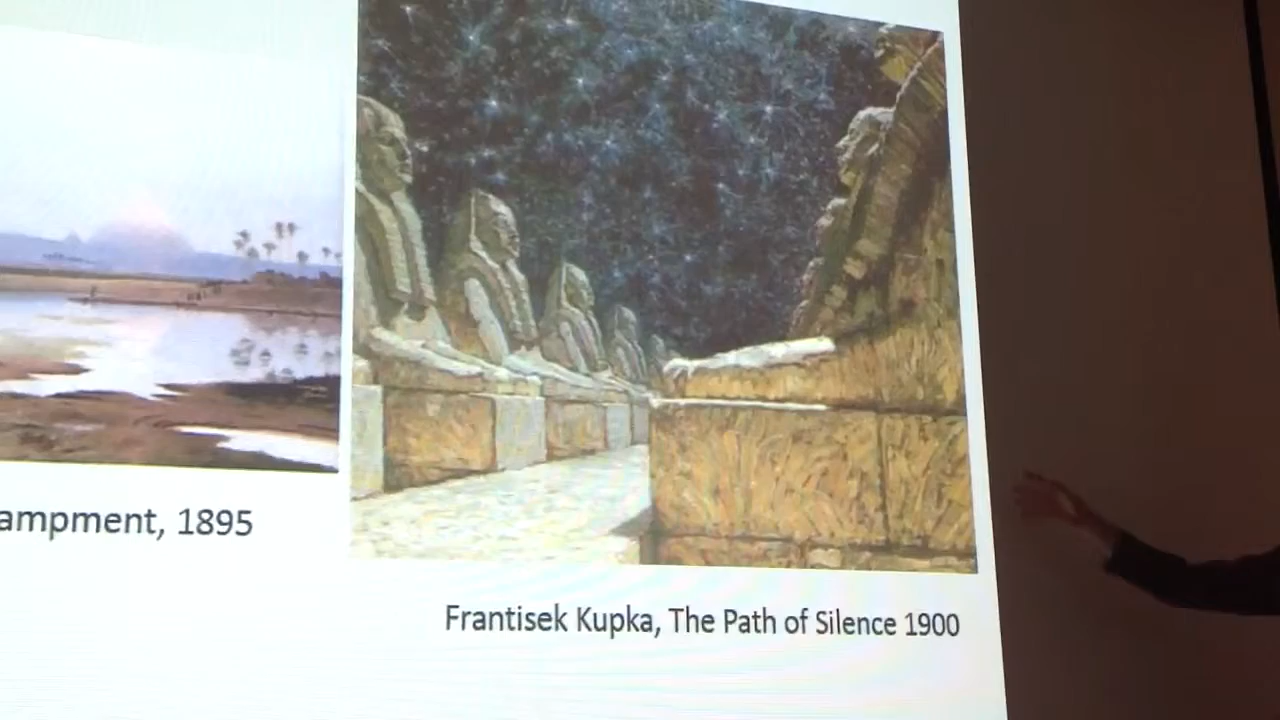 ampment, 1895
Frantisek Kupka, The Path of Silence 1900